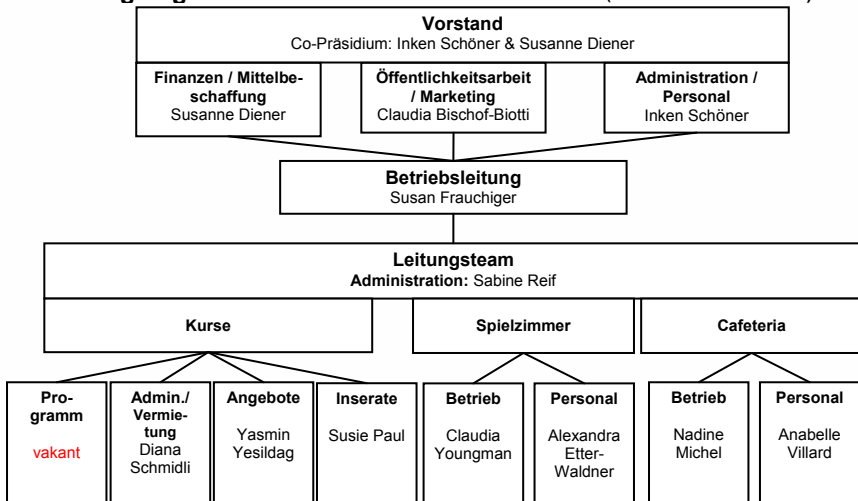 Vorstand
Co-Präsidium: Inken Schöner & Susanne Diener
Finanzen / Mittelbe-
schaffung
Susanne Diener
Öffentlichkeitsarbeit
/ Marketing
Claudia Bischof-Biotti
Administration /
Personal
Inken Schöner
Betriebsleitung
Susan Frauchiger
Leitungsteam
Administration: Sabine Reif
Kurse
Spielzimmer
Cafeteria
Pro-
gramm
vakant
Admin./
Vermie-
tung
Diana
Schmidli
Angebote
Yasmin
Yesildag
Inserate
Susie Paul
Betrieb
Claudia
Youngman
Personal
Alexandra
Etter-
Waldner
Betrieb
Nadine
Michel
Personal
Anabelle
Villard